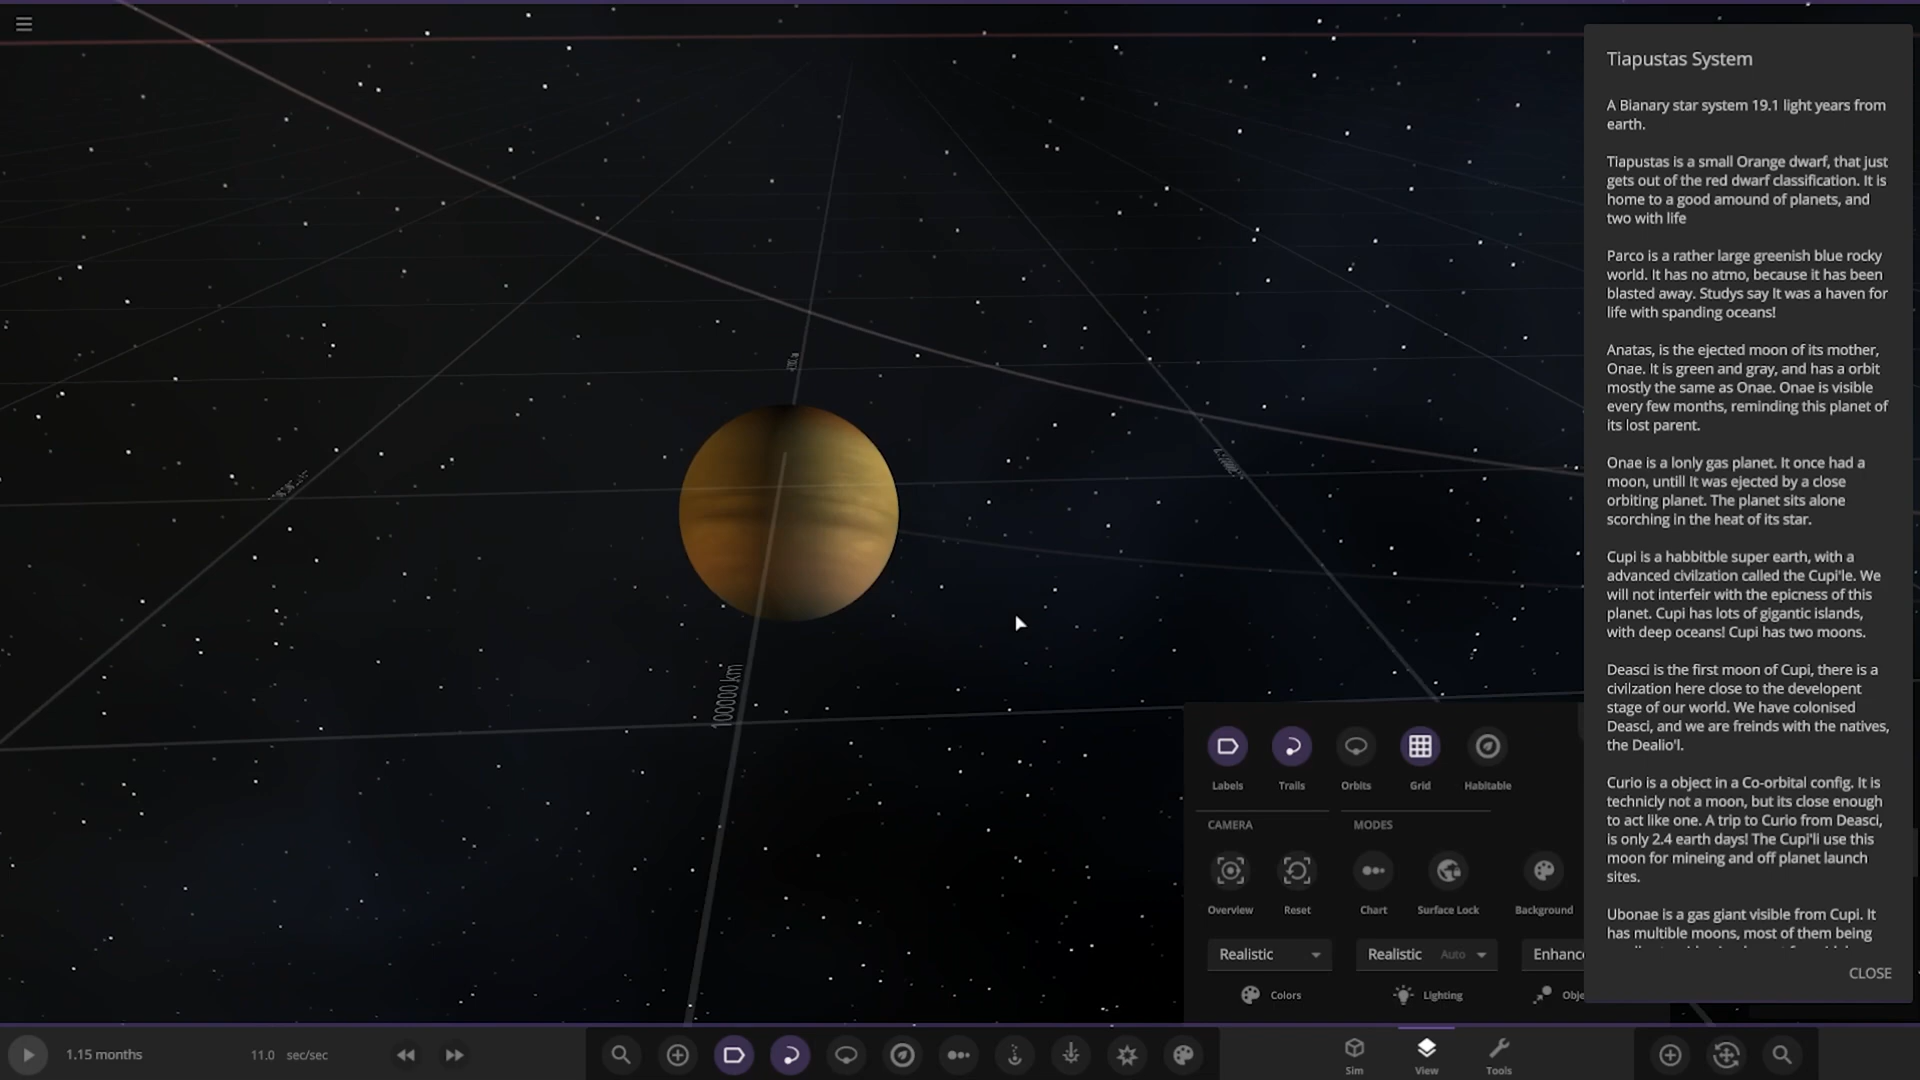 Tiapustas System
A Bianary star system 19.1 light years from
earth.
Tiapustas is a small Orange dwarf, that just
gets out of the red dwarf classification. It is
home to a good amound of planets, and
two with life
Parco is a rather large greenish blue rocky
world. It has no atmo, because it has been
blasted away. Studys say It was a haven for
life with spanding oceans!
Anatas, is the ejected moon of its mother,
Onae. It is green and gray, and has a orbit
mostly the same as Onae. Onae is visible
every few months, reminding this planet of
its lost parent.
Onae is a lonly gas planet. It once had a
moon, untill It was ejected by a close
orbiting planet. The planet sits alone
scorching in the heat of its star.
Cupi is a habbitble super earth, with a
advanced civilzation called the Cupi'le. We
will not interfeir with the epicness of this
planet. Cupi has lots of gigantic islands,
with deep oceans! Cupi has two moons.
Deasci is the first moon of Cupi, there is a
civilzation here close to the developent
stage of our world. We have colonised
Deasci, and we are freinds with the natives,
the Dealio'l.
Curio is a object in a Co-orbital config. It is
technicly not a moon, but its close enough
to act like one. A trip to Curio from Deasci,
is only 2.4 earth days! The Cupi'li use this
moon for mineing and off planet launch
sites.
Ubonae is a gas giant visible from Cupi. It
has multible moons, most of them being
CLOSE
100000 km
Labels Trails Orbits Grid Habitable
CAMERA MODES
Overview Reset Chart Surface Lock Background
Realistic Realistic Auto Enhance
Colors Lighting Obje
1.15 months 11.0 sec/sec
Sim View Tools